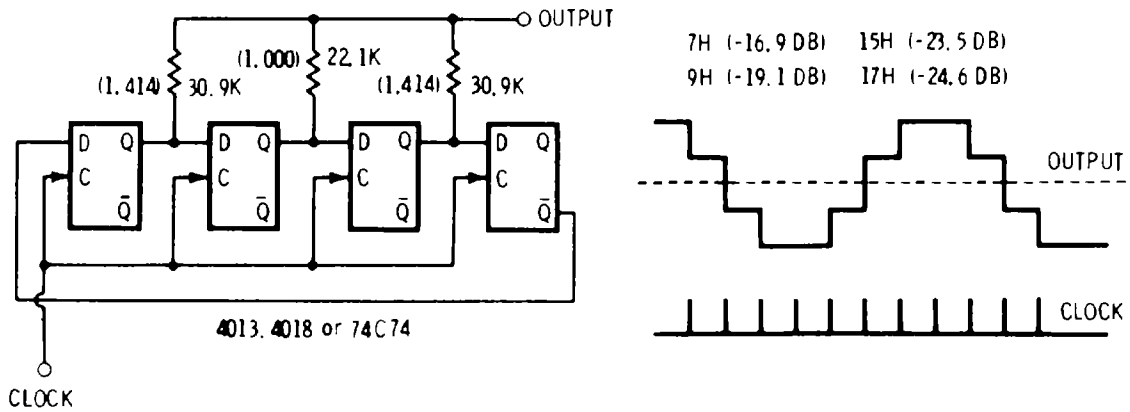 OUTPUT
(1.414) 30.9K
(1.000) 22.1K
(1.414) 30.9K
D Q
C
Q̅
D Q
C
Q̅
D Q
C
Q̅
D Q
C
Q̅
4013, 4018 or 74C74
CLOCK
7H (-16.9 DB) 15H (-23.5 DB)
9H (-19.1 DB) 17H (-24.6 DB)
OUTPUT
CLOCK